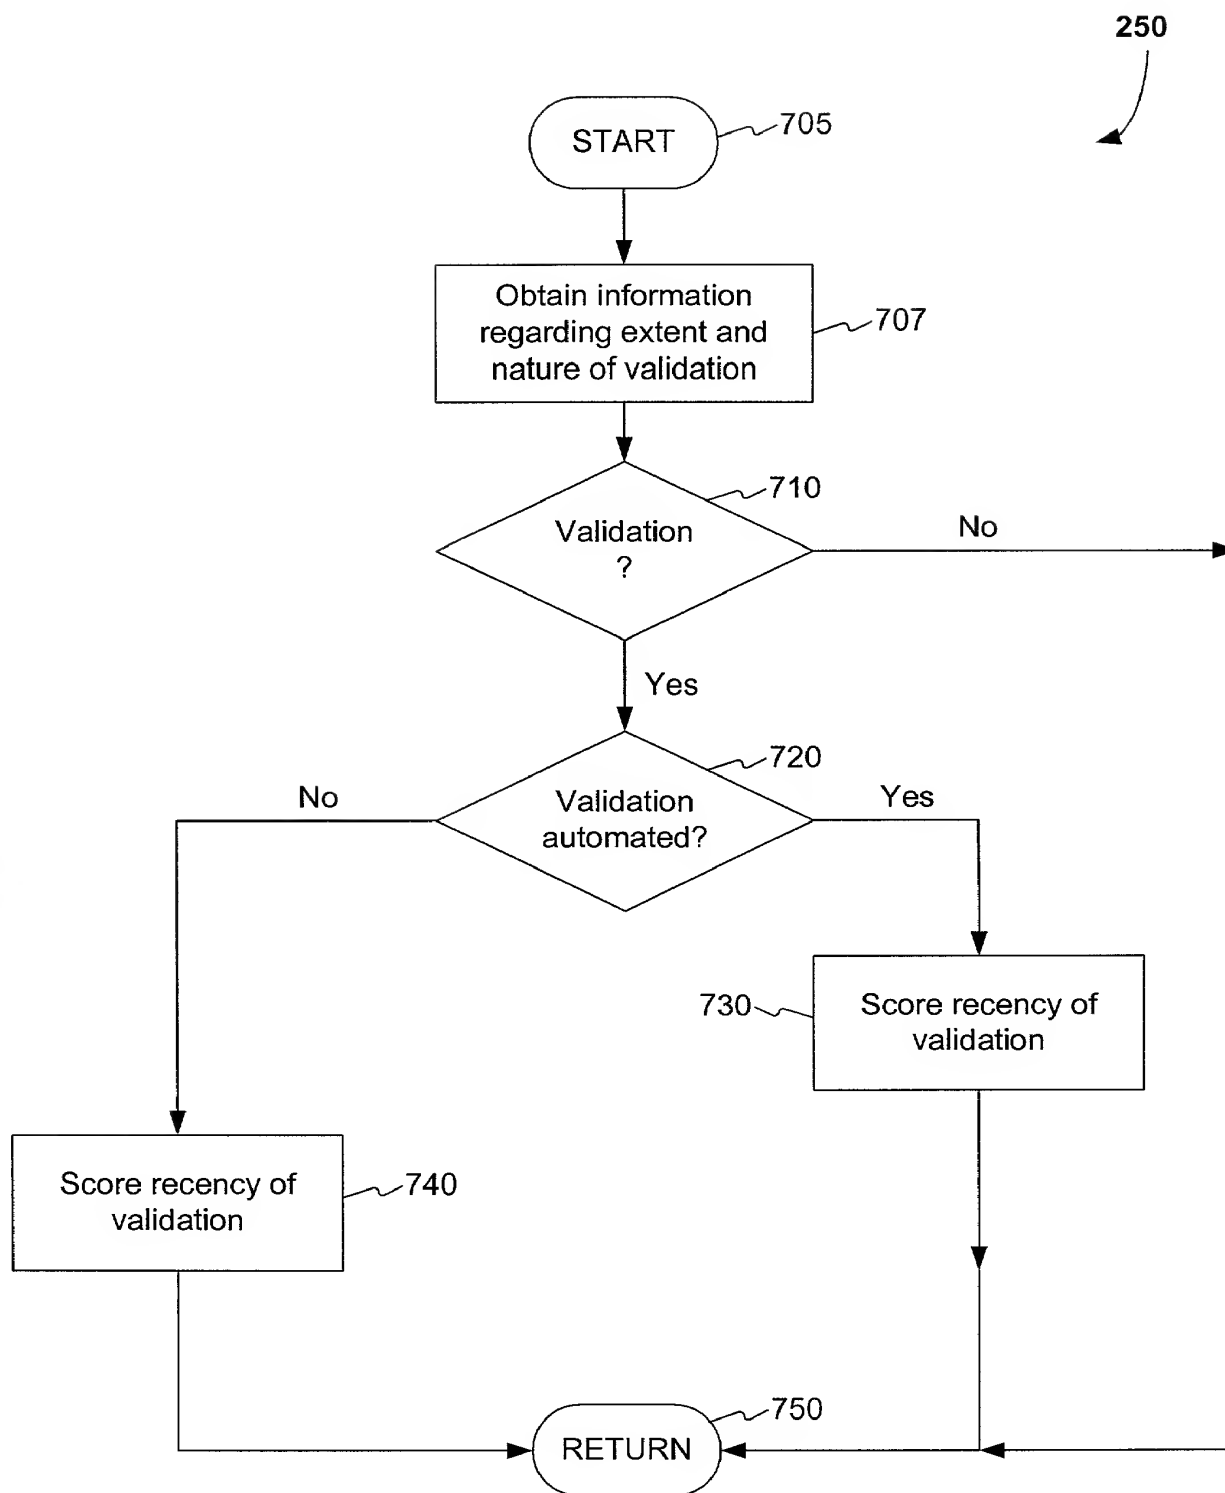 250
START
705
Obtain information
regarding extent and
nature of validation
707
710
Validation
?
No
Yes
720
Validation
automated?
No
Yes
730
Score recency of
validation
Score recency of
validation
740
750
RETURN